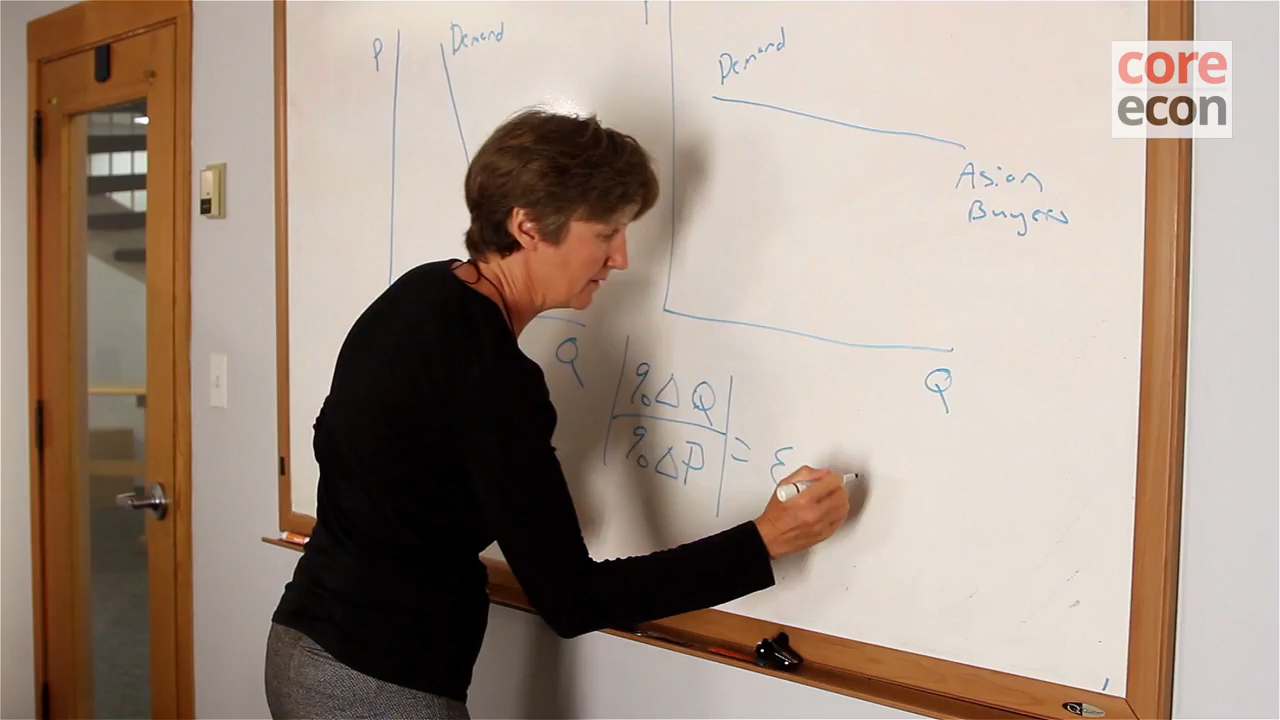 P
Demand
Q
Demand
Asian
Buyers
Q
|%ΔQ
%ΔP| = ε
core
econ